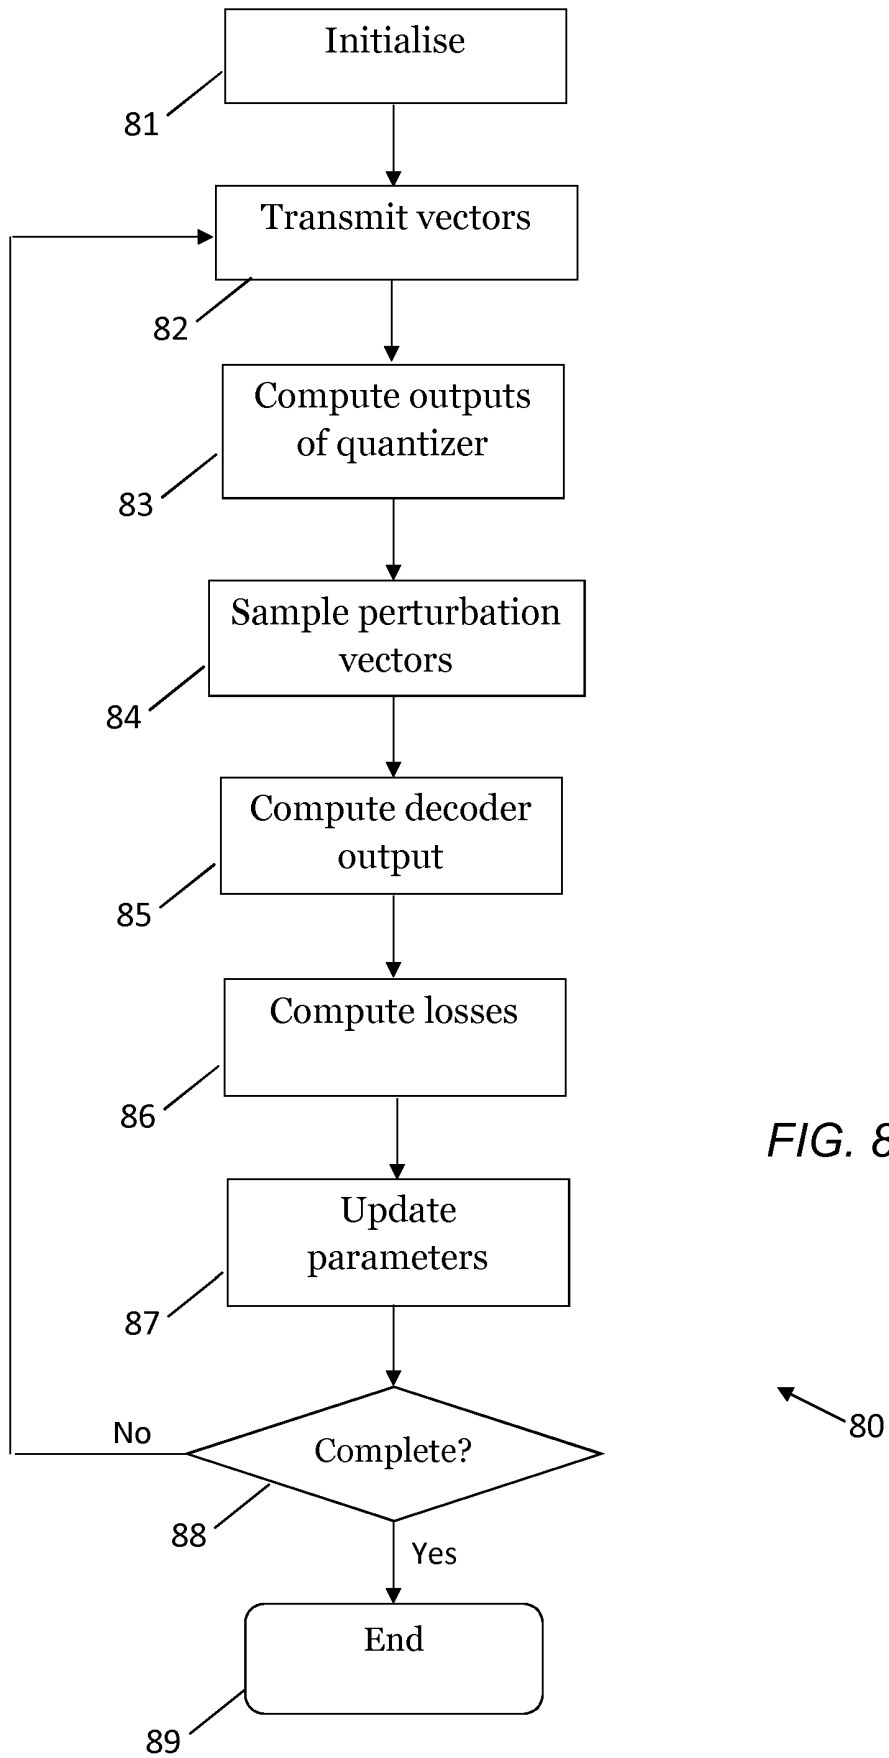 Initialise
81
Transmit vectors
82
Compute outputs
of quantizer
83
Sample perturbation
vectors
84
Compute decoder
output
85
Compute losses
86
FIG. 8
Update
parameters
87
80
No
Complete?
88
Yes
End
89